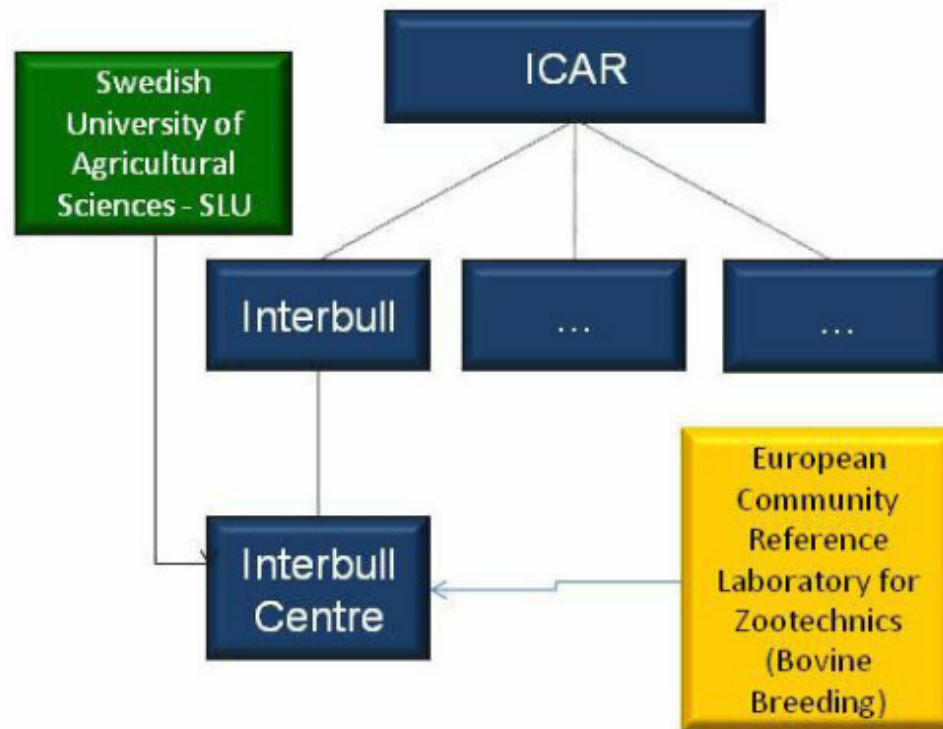 Swedish
University of
Agricultural
Sciences - SLU
ICAR
Interbull
...
...
Interbull
Centre
European
Community
Reference
Laboratory for
Zootechnics
(Bovine
Breeding)